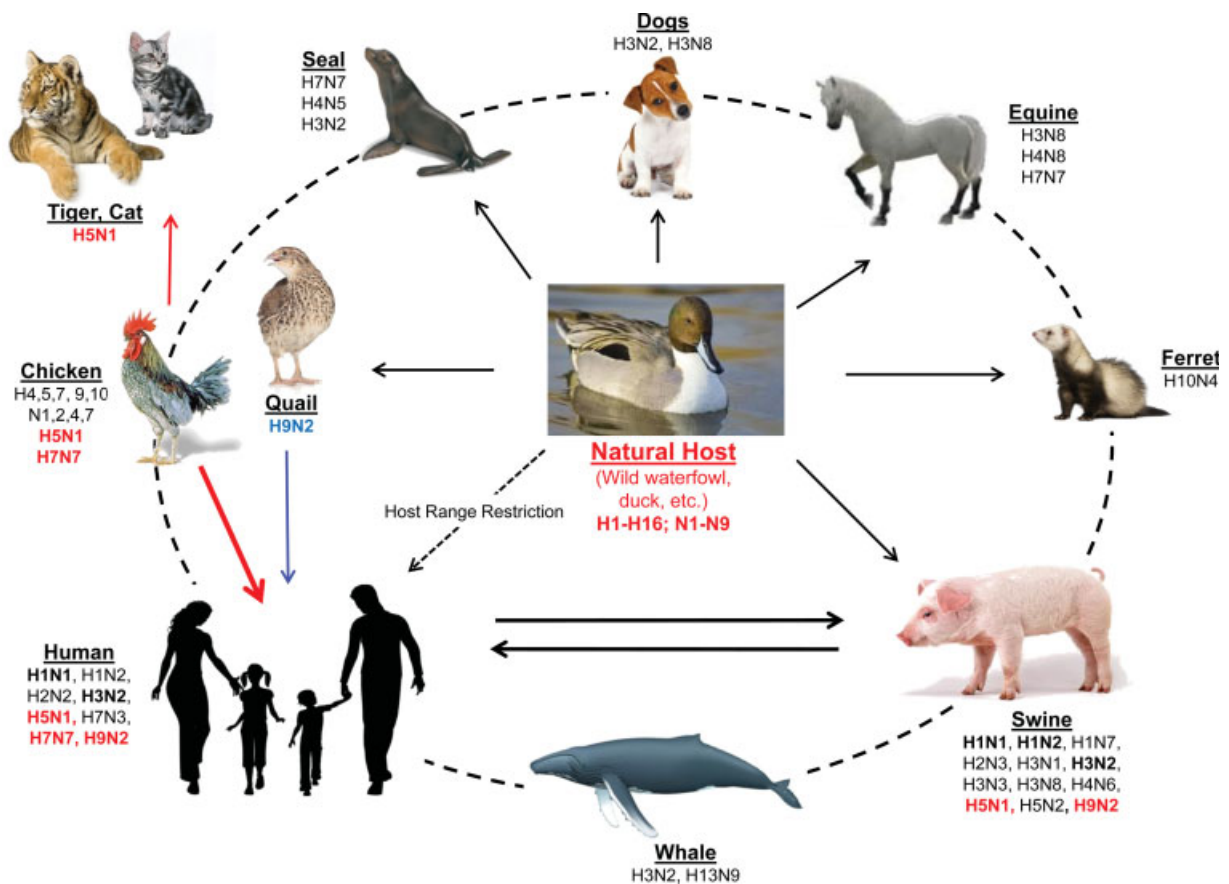 Dogs
H3N2, H3N8
Seal
H7N7
H4N5
H3N2
Equine
H3N8
H4N8
H7N7
Tiger, Cat
H5N1
Chicken
H4,5,7, 9,10
N1,2,4,7
H5N1
H7N7
Quail
H9N2
Ferret
H10N4
Natural Host
(Wild waterfowl,
duck, etc.)
H1-H16; N1-N9
Host Range Restriction
Human
H1N1, H1N2,
H2N2, H3N2,
H5N1, H7N3,
H7N7, H9N2
Swine
H1N1, H1N2, H1N7,
H2N3, H3N1, H3N2,
H3N3, H3N8, H4N6,
H5N1, H5N2, H9N2
Whale
H3N2, H13N9